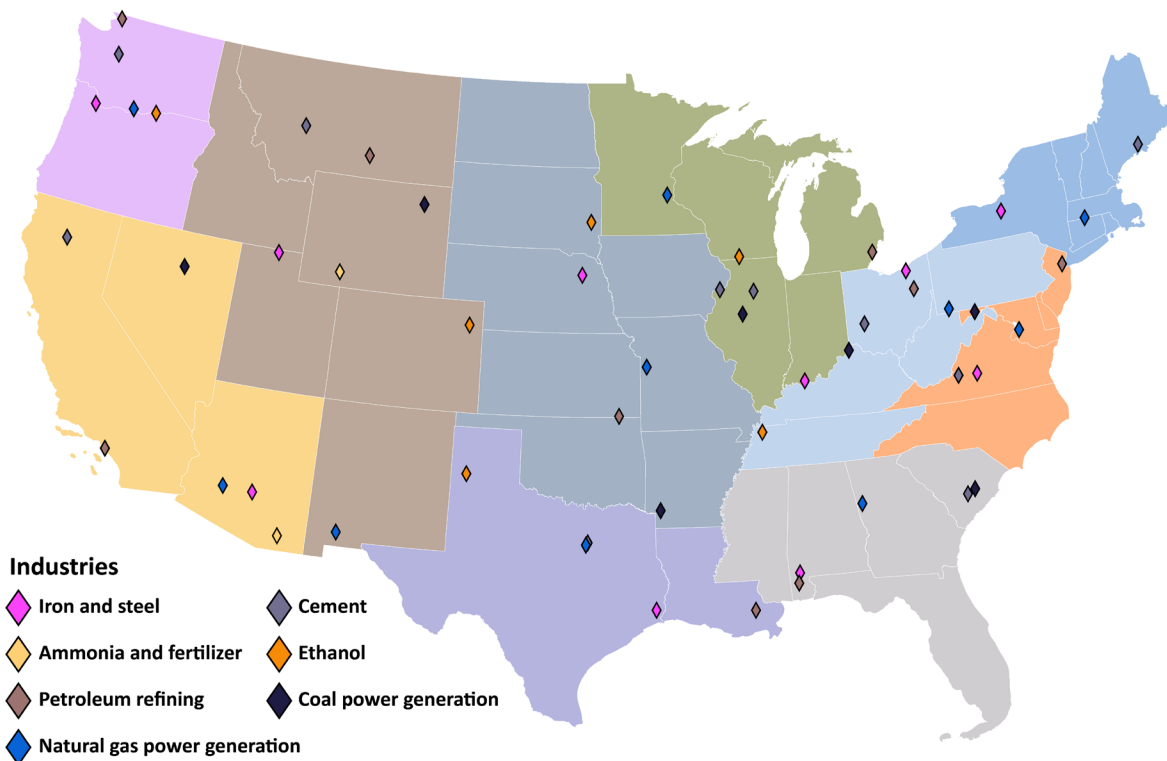 Industries
Iron and steel
Cement
Ammonia and fertilizer
Ethanol
Petroleum refining
Coal power generation
Natural gas power generation